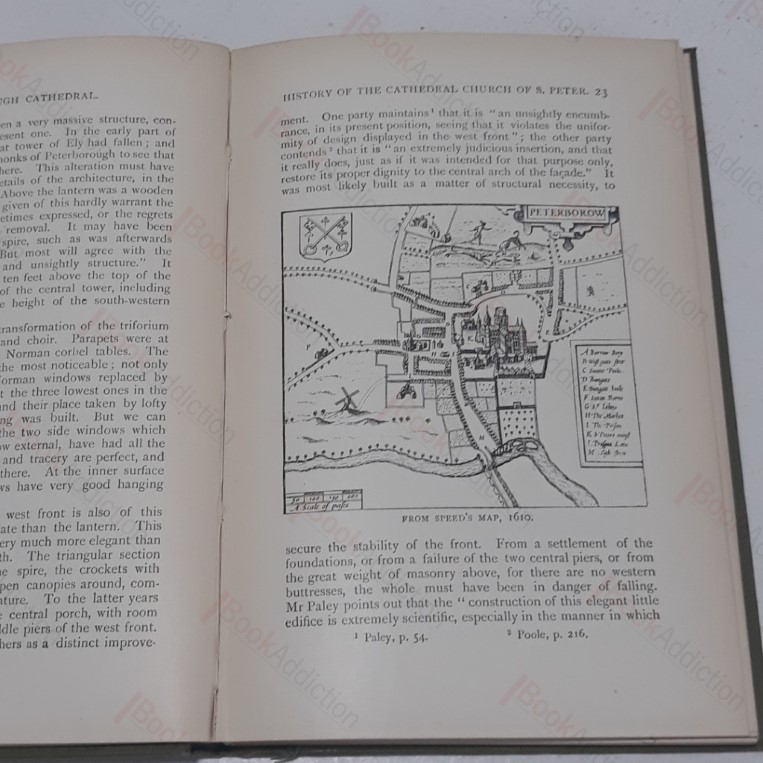 GH CATHEDRAL.
en a very massive structure, con-
esent one. In the early part of
at tower of Ely had fallen; and
nonks of Peterborough to see that
here. This alteration must have
etails of the architecture, in the
Above the lantern was a wooden
given of this hardly warrant the
etimes expressed, or the regrets
removal. It may have been
spire, such as was afterwards
But most will agree with the
and unsightly structure." It
ten feet above the top of the
of the central tower, including
e height of the south-western
transformation of the triforium
and choir. Parapets were at
Norman corbel tables. The
the most noticeable; not only
Norman windows replaced by
t the three lowest ones in the
and their place taken by lofty
ng was built. But we can
the two side windows which
ow external, have had all the
and tracery are perfect, and
there. At the inner surface
ws have very good hanging
west front is also of this
ate than the lantern. This
ery much more elegant than
th. The triangular section
e spire, the crockets with
pen canopies around, com-
ature. To the latter years
e central porch, with room
ddle piers of the west front.
hers as a distinct improve-
HISTORY OF THE CATHEDRAL CHURCH OF S. PETER. 23
ment. One party maintains¹ that it is "an unsightly encumb-
rance, in its present position, seeing that it violates the unifor-
mity of design displayed in the west front"; the other party
contends² that it is "an extremely judicious insertion, and that
it really does, just as if it was intended for that purpose only,
restore its proper dignity to the central arch of the façade." It
was most likely built as a matter of structural necessity, to
PETERBOROW
H The Market
A Scale of pases
FROM SPEED'S MAP, 1610.
secure the stability of the front. From a settlement of the
foundations, or from a failure of the two central piers, or from
the great weight of masonry above, for there are no western
buttresses, the whole must have been in danger of falling.
Mr Paley points out that the "construction of this elegant little
edifice is extremely scientific, especially in the manner in which
¹ Paley, p. 54. ² Poole, p. 216.
BookAddiction